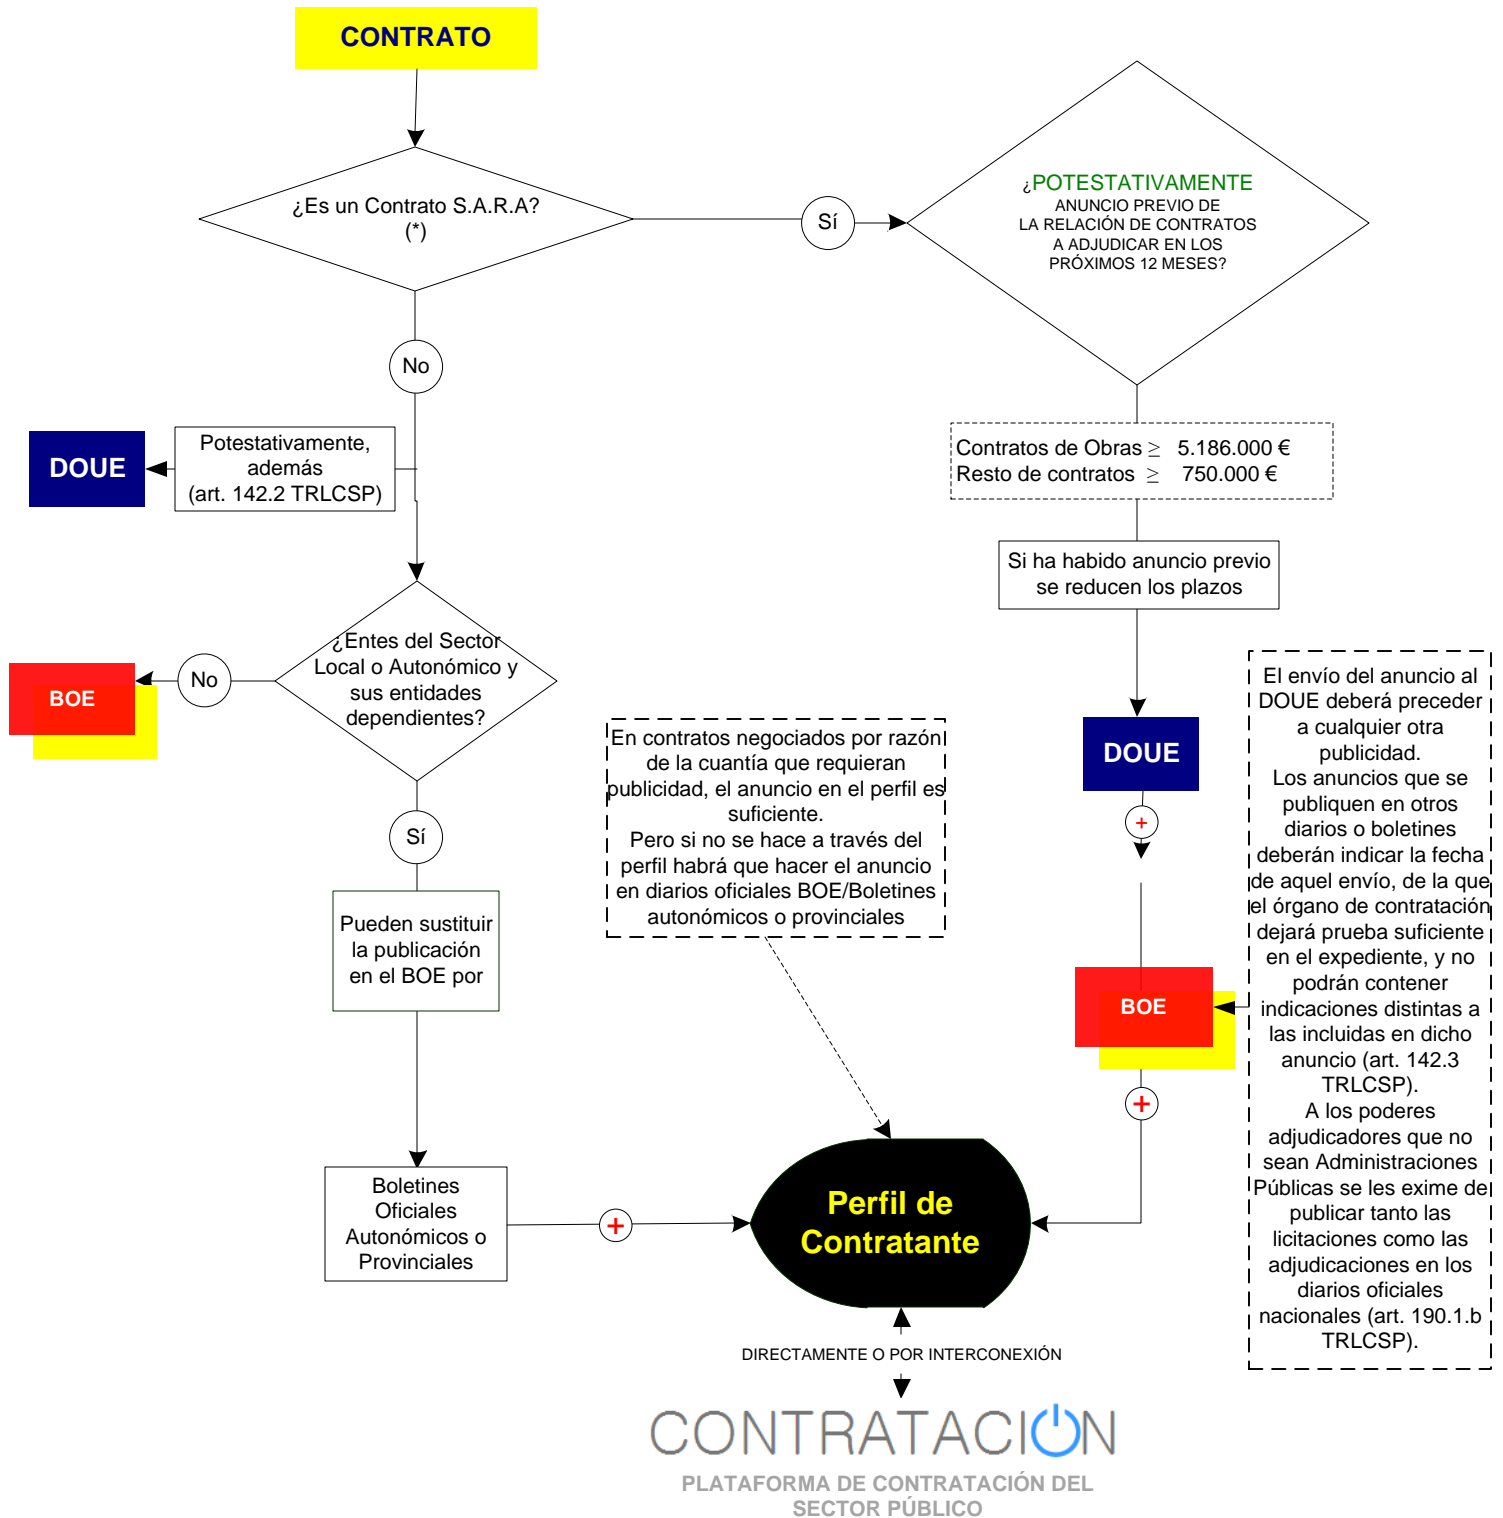 CONTRATO
¿Es un Contrato S.A.R.A?
(*)
Sí
¿POTESTATIVAMENTE
ANUNCIO PREVIO DE
LA RELACIÓN DE CONTRATOS
A ADJUDICAR EN LOS
PRÓXIMOS 12 MESES?
No
DOUE
Potestativamente,
además
(art. 142.2 TRLCSP)
Contratos de Obras ≥ 5.186.000 €
Resto de contratos ≥ 750.000 €
Si ha habido anuncio previo
se reducen los plazos
¿Entes del Sector
Local o Autonómico y
sus entidades
dependientes?
No
BOE
Sí
Pueden sustituir
la publicación
en el BOE por
Boletines
Oficiales
Autonómicos o
Provinciales
+
En contratos negociados por razón
de la cuantía que requieran
publicidad, el anuncio en el perfil es
suficiente.
Pero si no se hace a través del
perfil habrá que hacer el anuncio
en diarios oficiales BOE/Boletines
autonómicos o provinciales
DOUE
+
BOE
+
El envío del anuncio al
DOUE deberá preceder
a cualquier otra
publicidad.
Los anuncios que se
publiquen en otros
diarios o boletines
deberán indicar la fecha
de aquel envío, de la que
el órgano de contratación
dejará prueba suficiente
en el expediente, y no
podrán contener
indicaciones distintas a
las incluidas en dicho
anuncio (art. 142.3
TRLCSP).
A los poderes
adjudicadores que no
sean Administraciones
Públicas se les exime de
publicar tanto las
licitaciones como las
adjudicaciones en los
diarios oficiales
nacionales (art. 190.1.b
TRLCSP).
Perfil de
Contratante
DIRECTAMENTE O POR INTERCONEXIÓN
CONTRATACIÓN
PLATAFORMA DE CONTRATACIÓN DEL
SECTOR PÚBLICO